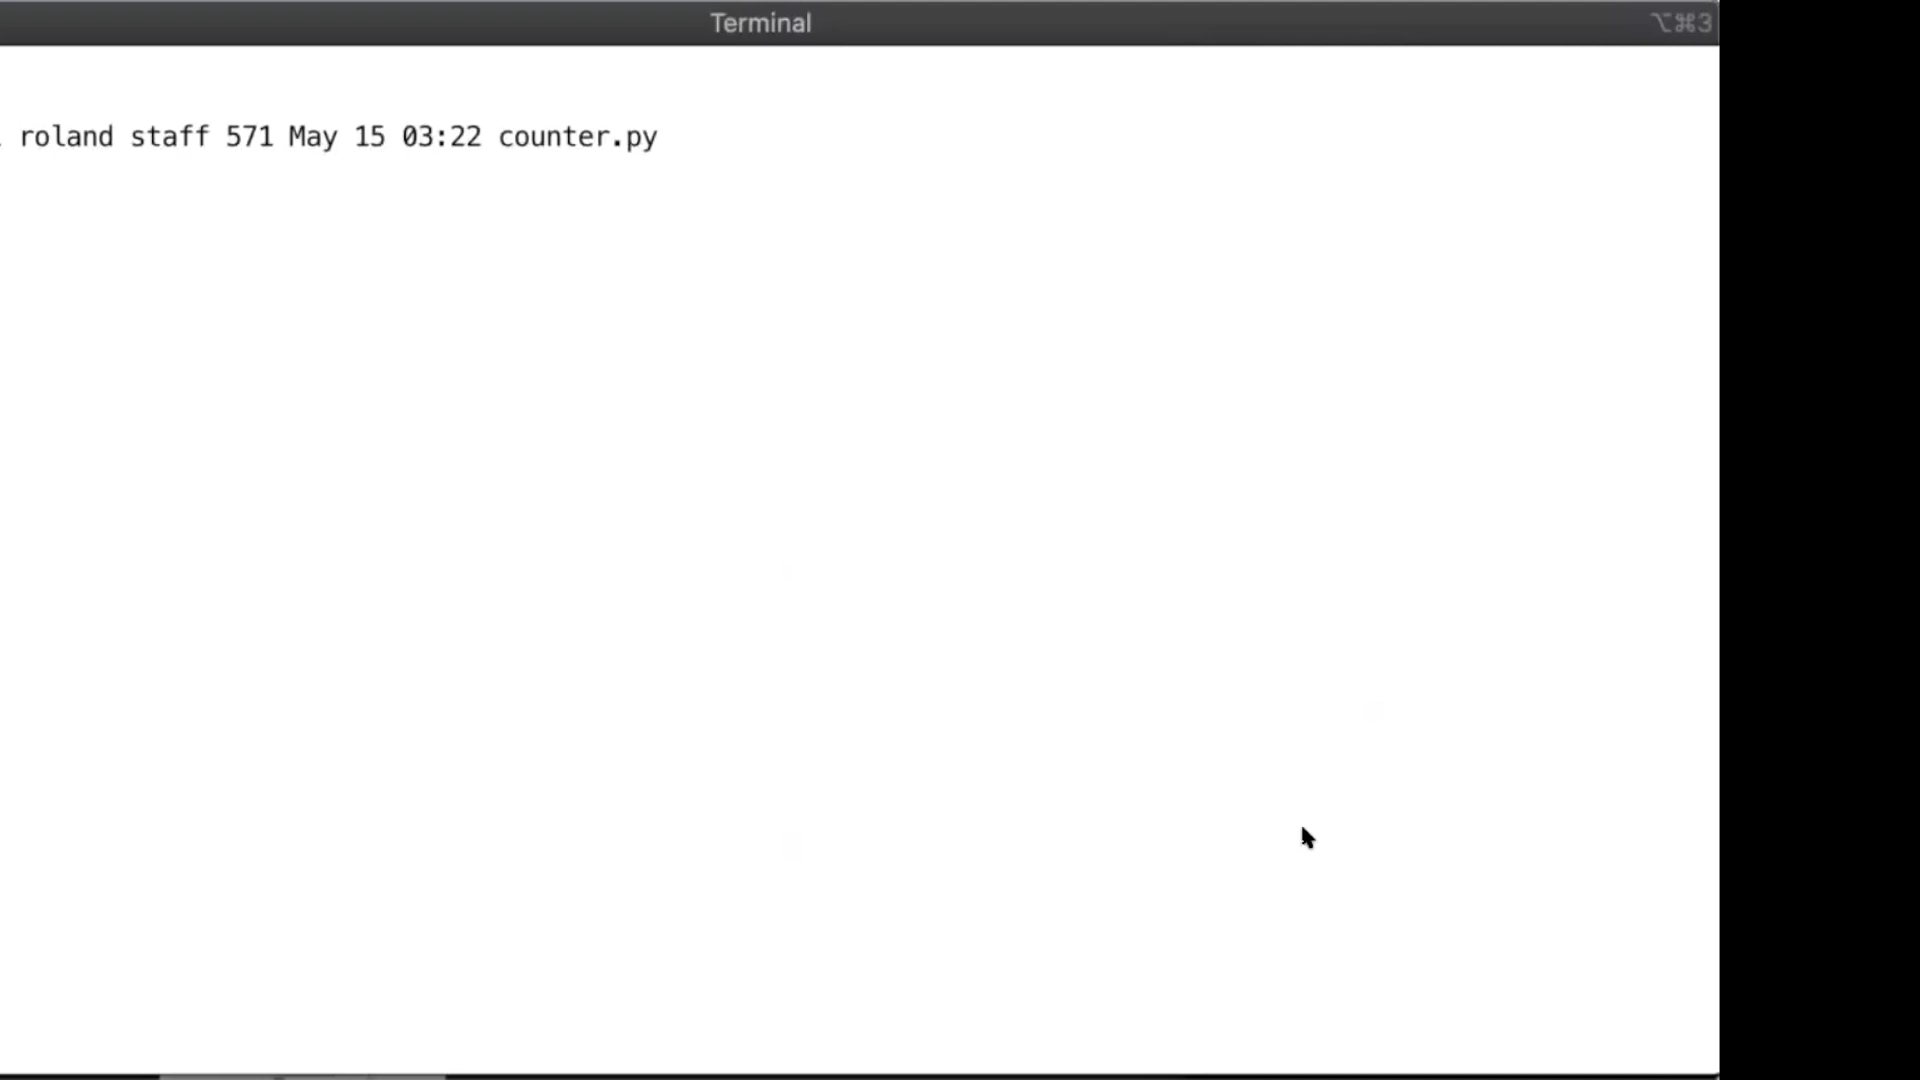 Terminal
⌥⌘3
roland staff 571 May 15 03:22 counter.py